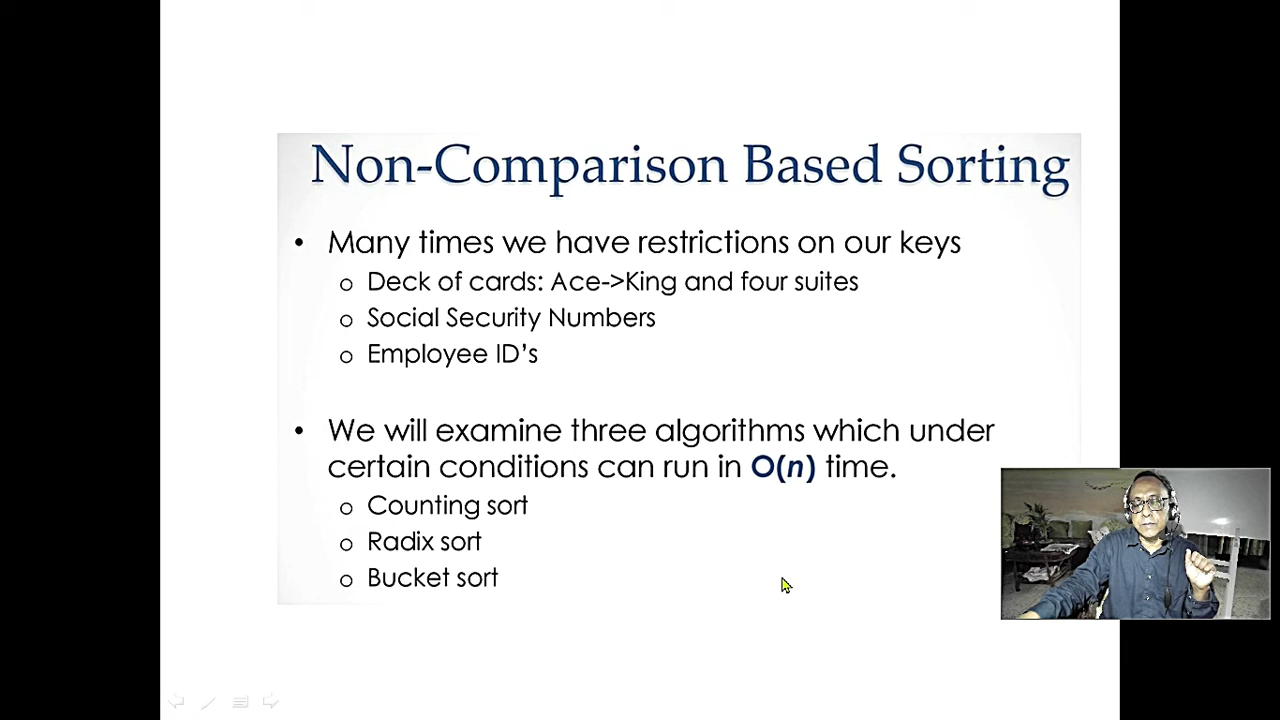 Non-Comparison Based Sorting
• Many times we have restrictions on our keys
o Deck of cards: Ace->King and four suites
o Social Security Numbers
o Employee ID’s
• We will examine three algorithms which under
certain conditions can run in O(n) time.
o Counting sort
o Radix sort
o Bucket sort